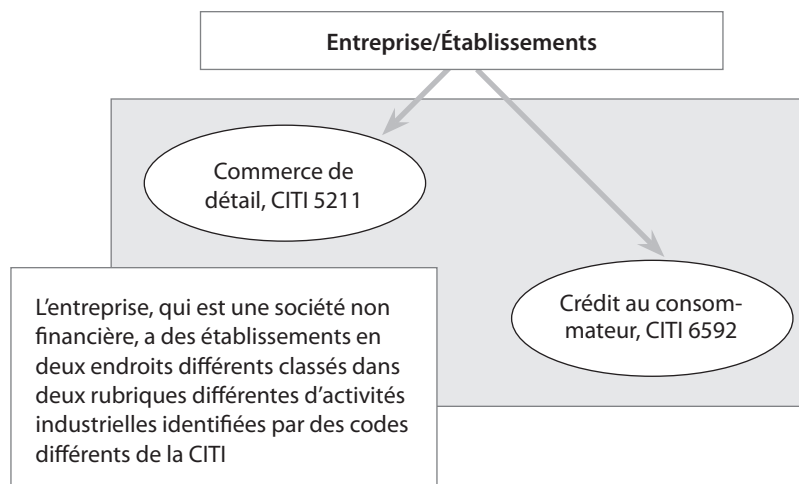 Entreprise/Établissements
Commerce de
détail, CITI 5211
Crédit au consom-
mateur, CITI 6592
L'entreprise, qui est une société non
financière, a des établissements en
deux endroits différents classés dans
deux rubriques différentes d'activités
industrielles identifiées par des codes
différents de la CITI